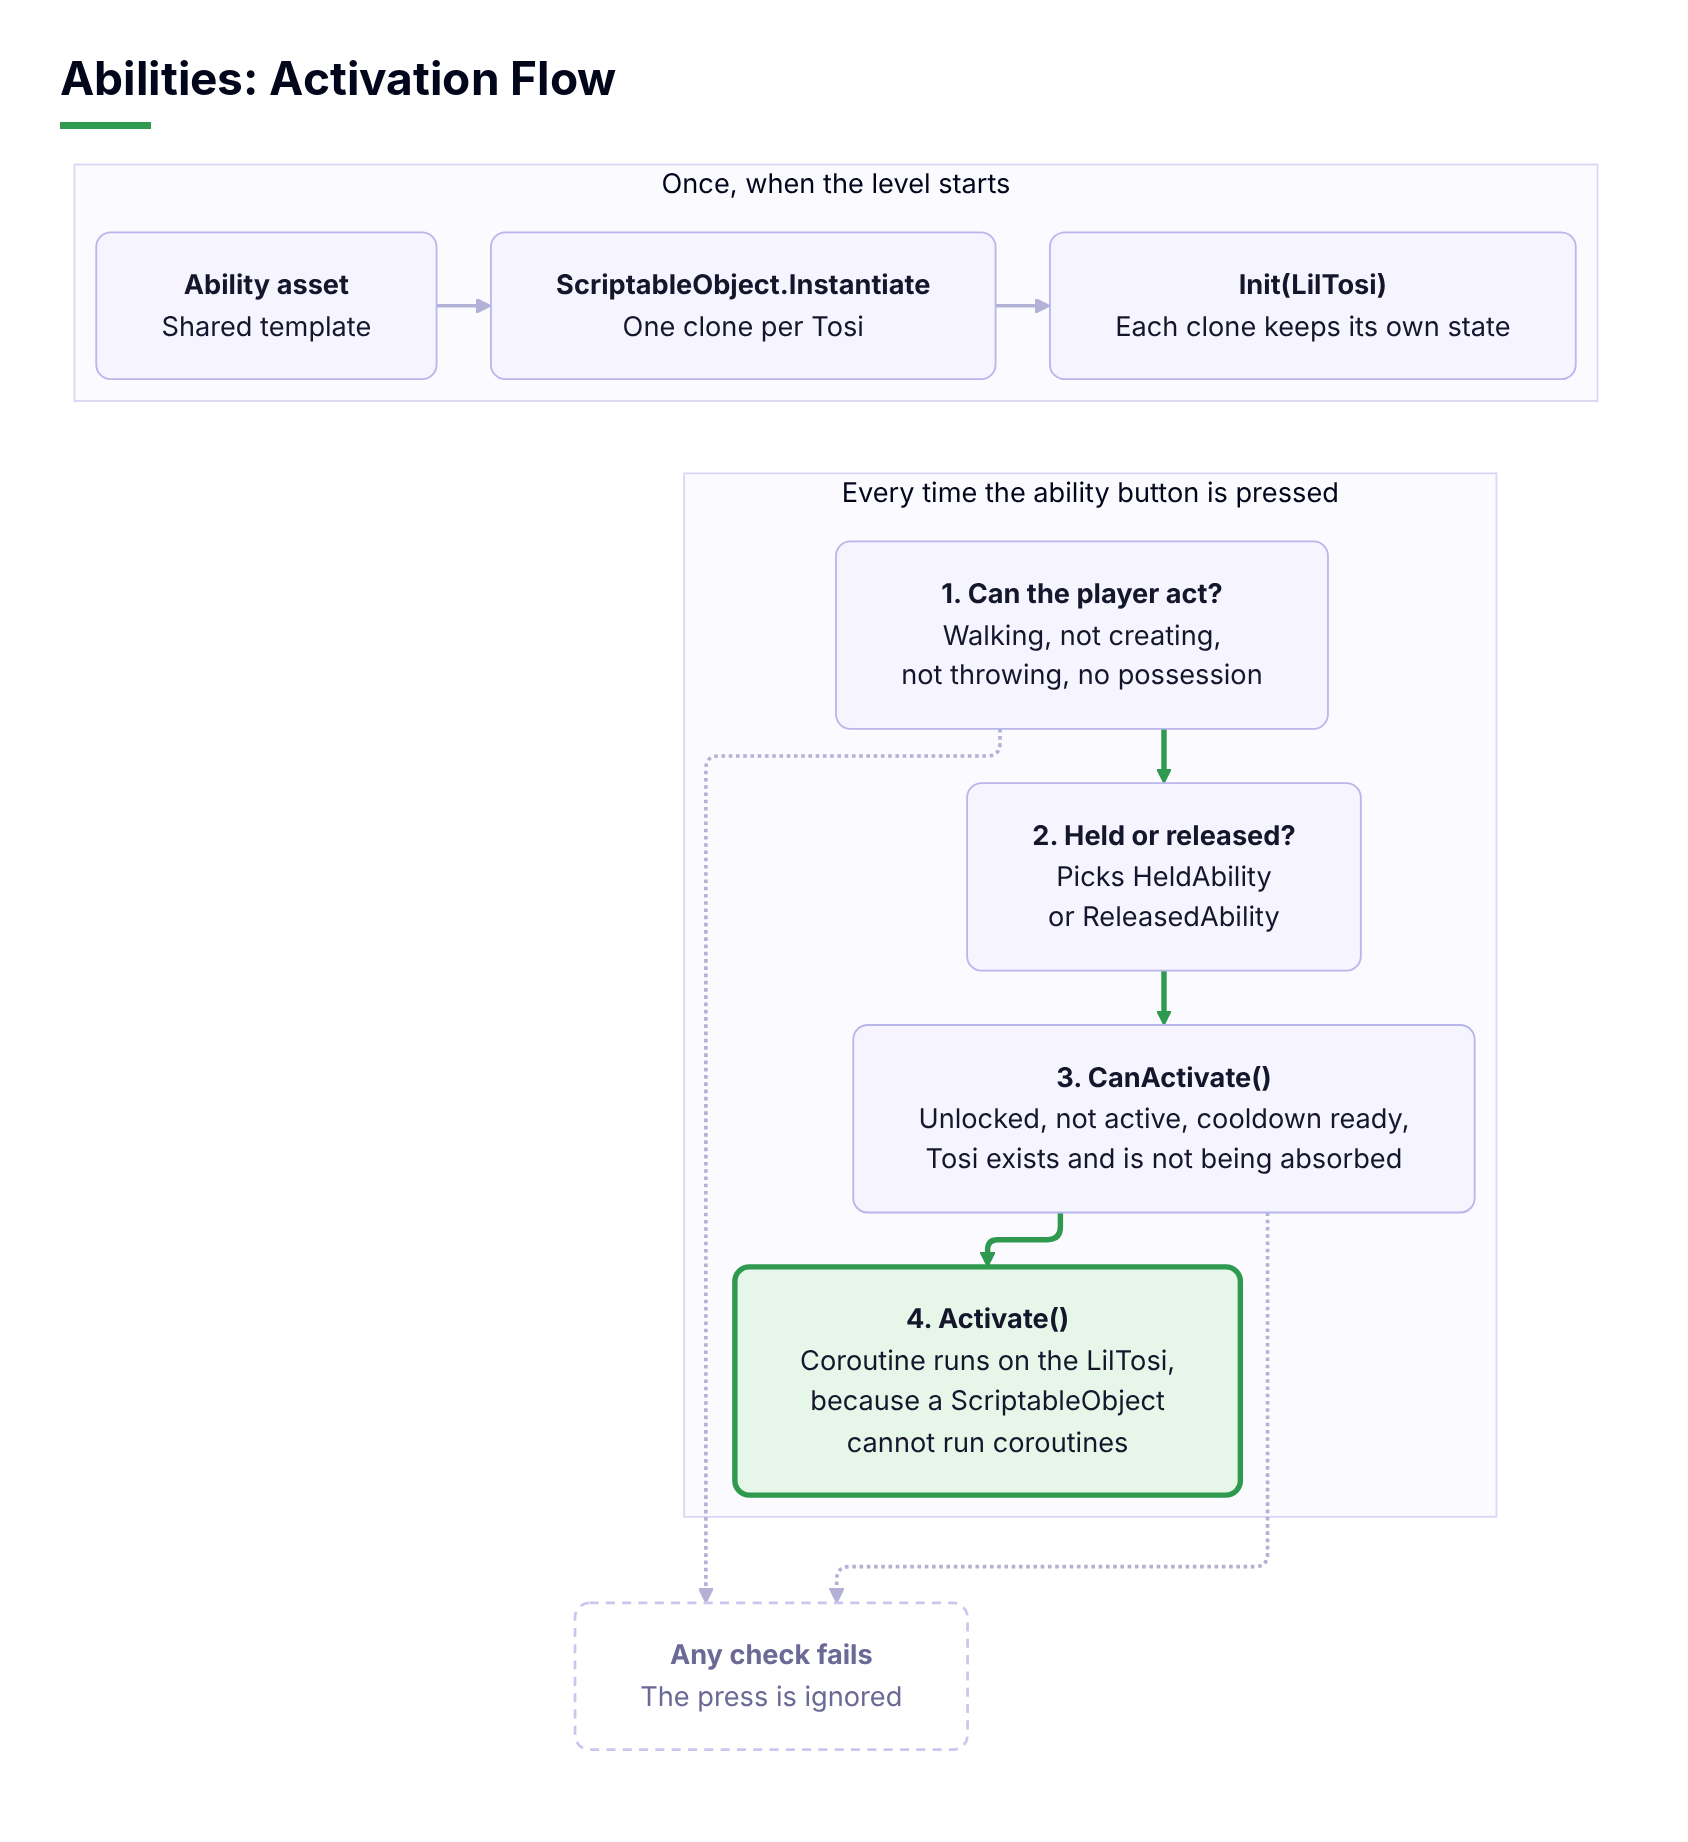 Abilities: Activation Flow
Once, when the level starts
Ability asset
Shared template
ScriptableObject.Instantiate
One clone per Tosi
Init(LilTosi)
Each clone keeps its own state
Every time the ability button is pressed
1. Can the player act?
Walking, not creating,
not throwing, no possession
2. Held or released?
Picks HeldAbility
or ReleasedAbility
3. CanActivate()
Unlocked, not active, cooldown ready,
Tosi exists and is not being absorbed
4. Activate()
Coroutine runs on the LilTosi,
because a ScriptableObject
cannot run coroutines
Any check fails
The press is ignored